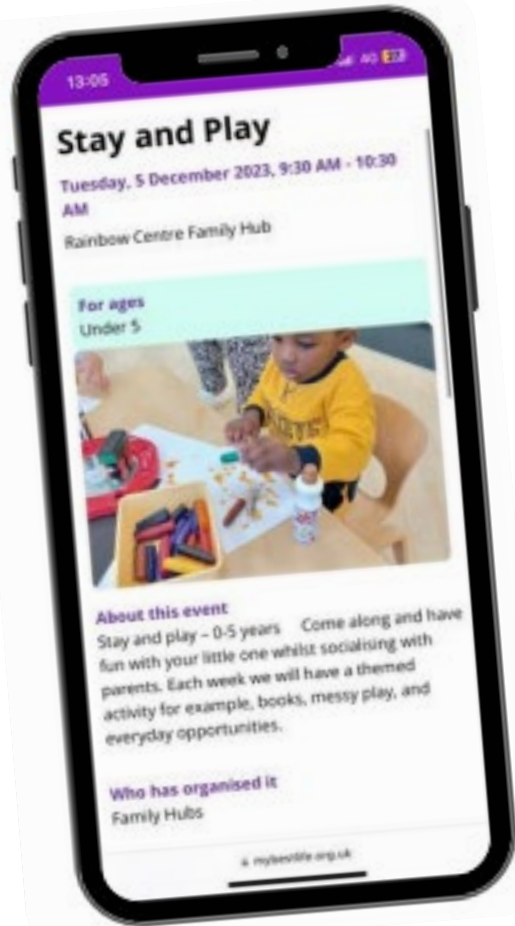 13:05
4G
Stay and Play
Tuesday, 5 December 2023, 9:30 AM - 10:30
AM
Rainbow Centre Family Hub
For ages
Under 5
About this event
Stay and play – 0-5 years Come along and have
fun with your little one whilst socialising with
parents. Each week we will have a themed
activity for example, books, messy play, and
everyday opportunities.
Who has organised it
Family Hubs
mybestlife.org.uk